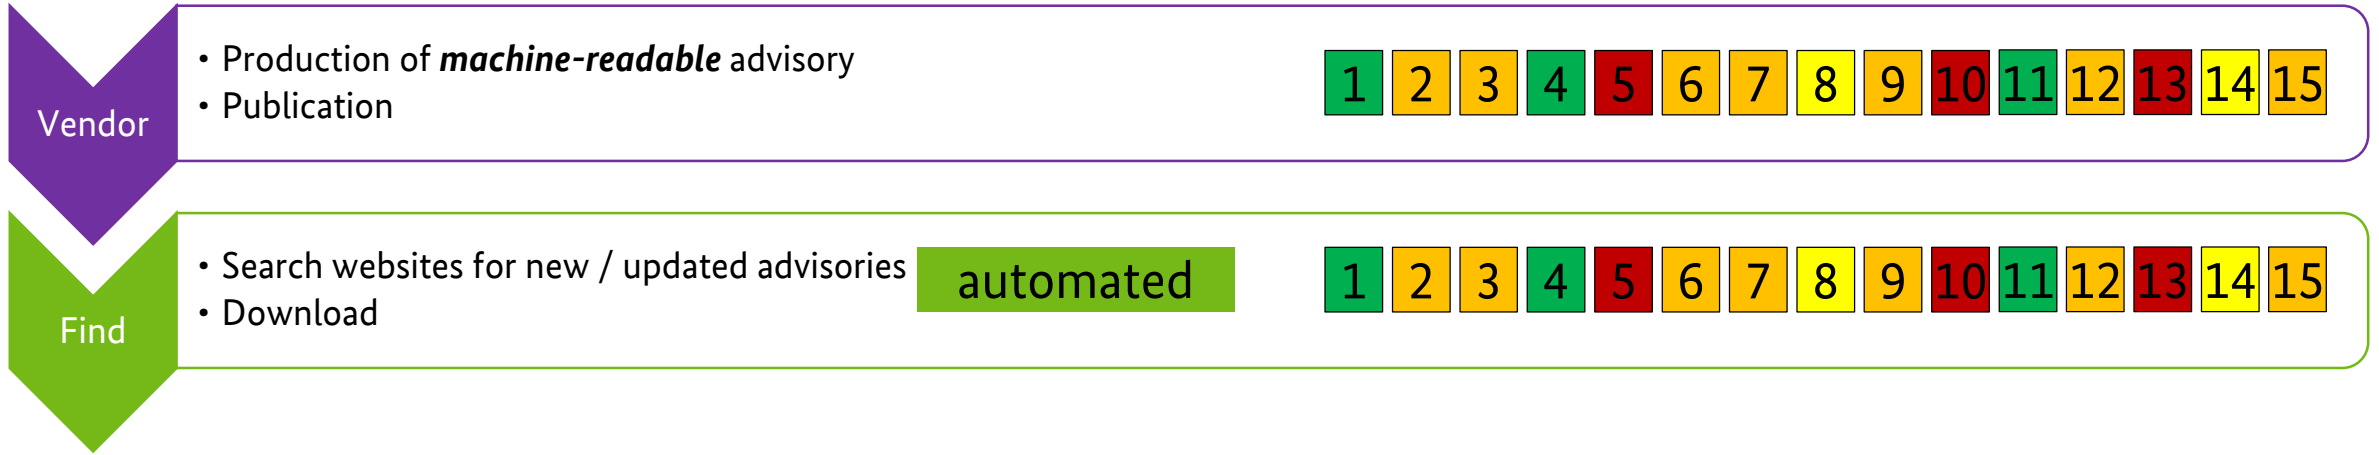 Vendor
• Production of machine-readable advisory
• Publication
1 2 3 4 5 6 7 8 9 10 11 12 13 14 15
Find
• Search websites for new / updated advisories
• Download
automated
1 2 3 4 5 6 7 8 9 10 11 12 13 14 15